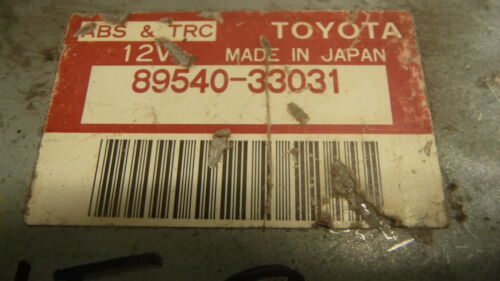 ABS & TRC TOYOTA
12V MADE IN JAPAN
89540-33031